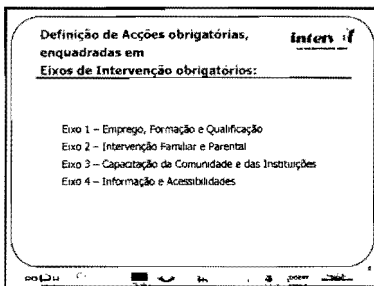 Definição de Acções obrigatórias,
enquadradas em
Eixos de Intervenção obrigatórios:
Eixo 1 – Emprego, Formação e Qualificação
Eixo 2 – Intervenção Familiar e Parental
Eixo 3 – Capacitação da Comunidade e das Instituições
Eixo 4 – Informação e Acessibilidades